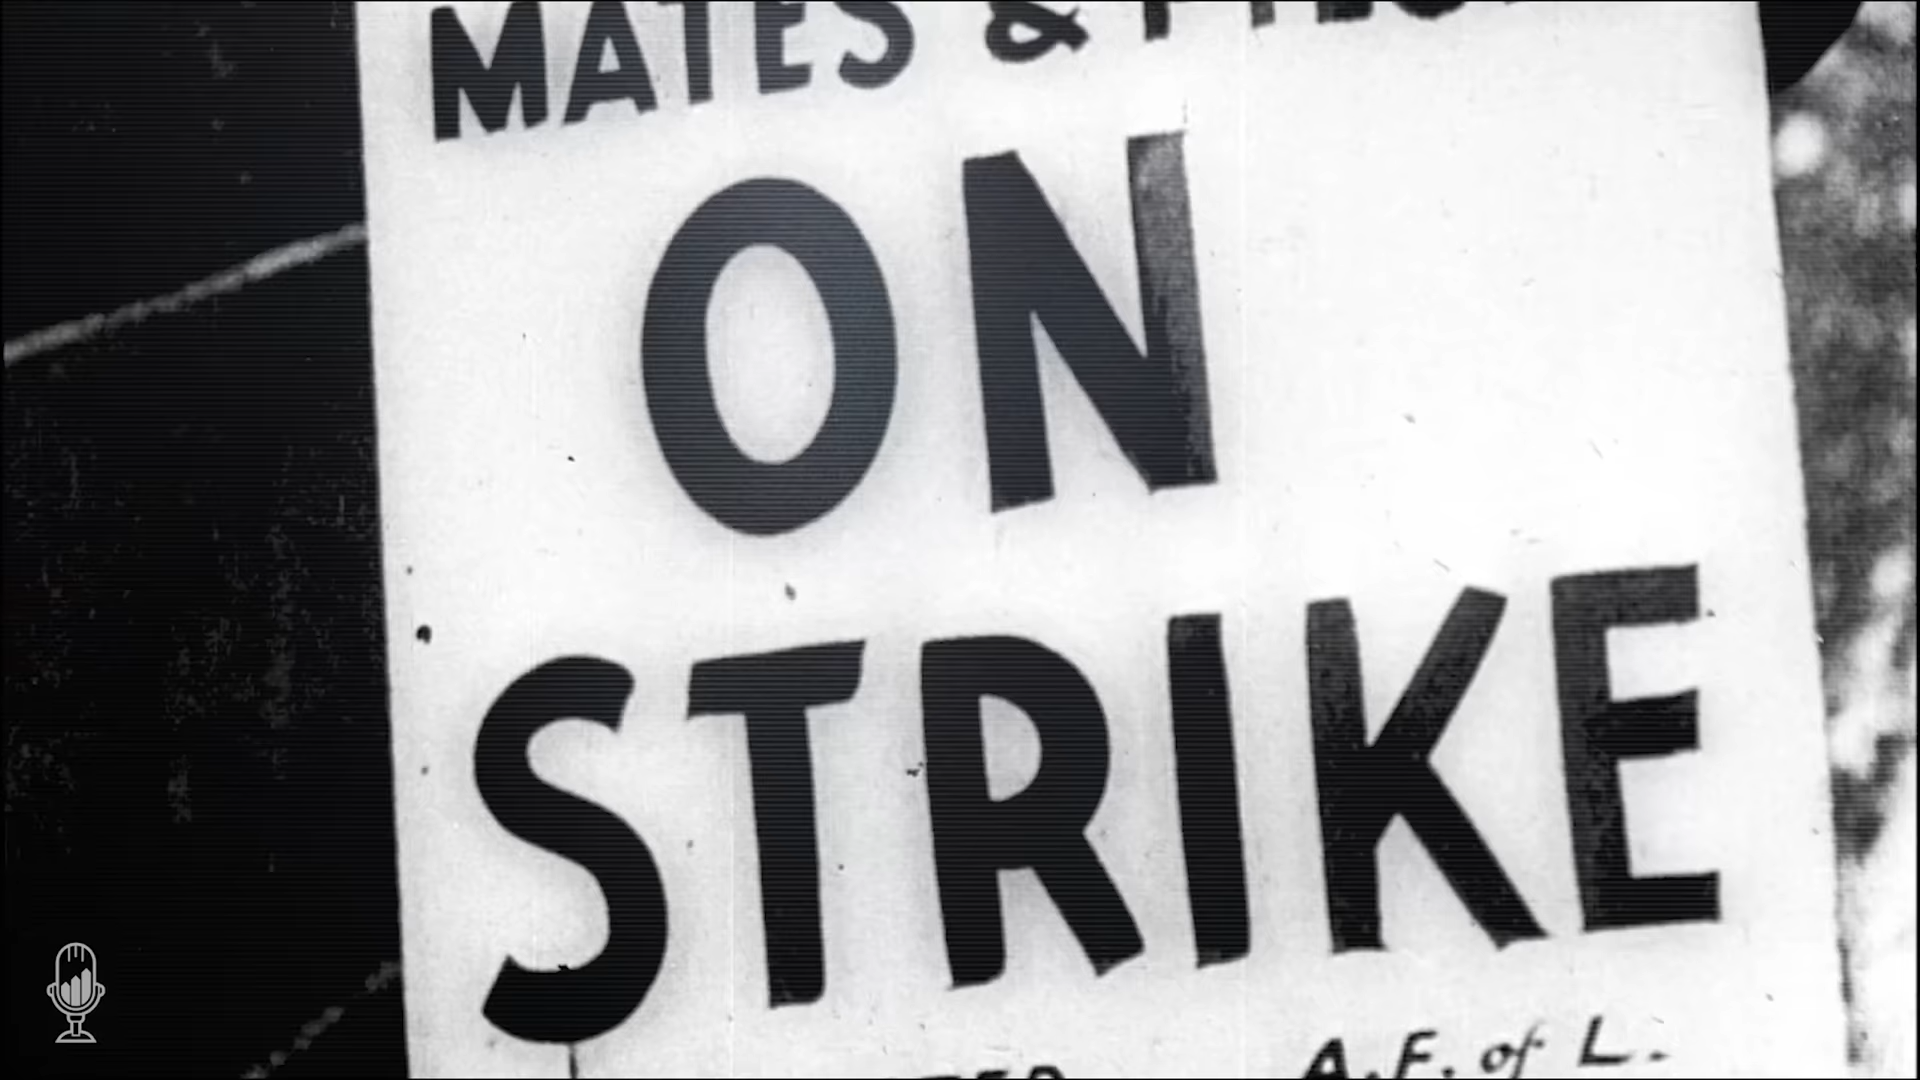 MATES &
ON
STRIKE
A.F. of L.